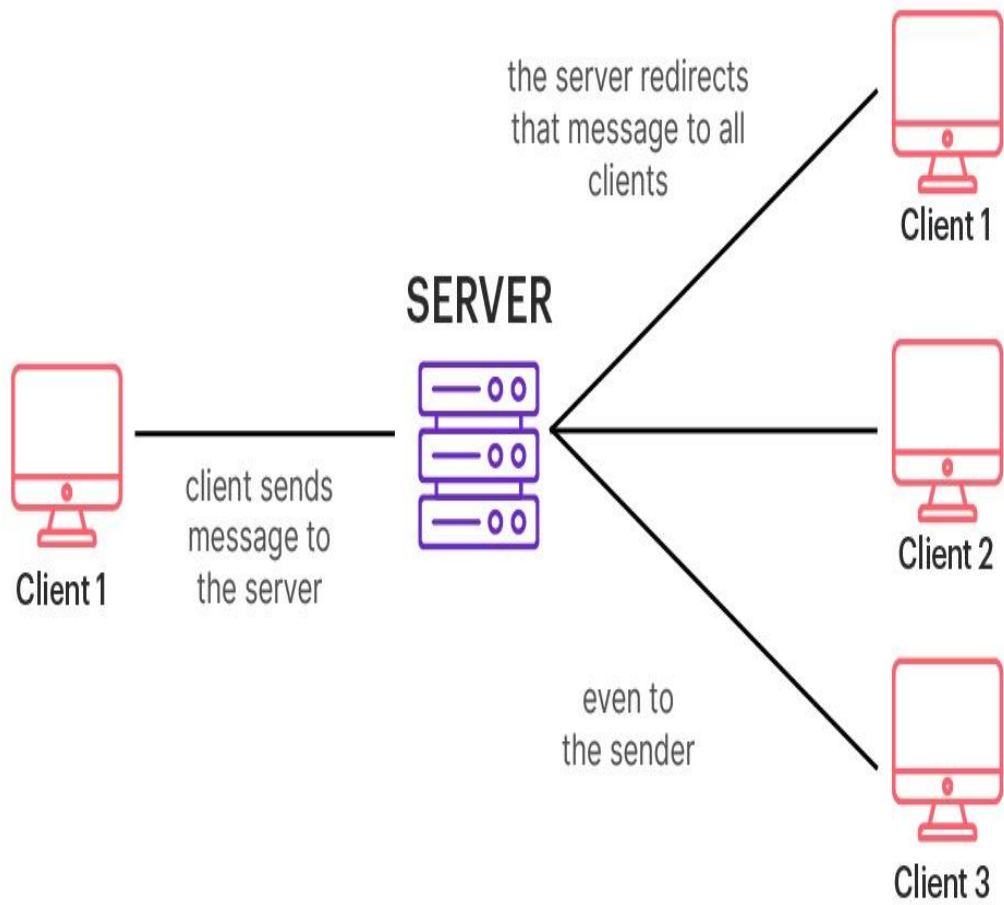 the server redirects
that message to all
clients
Client 1
SERVER
client sends
message to
the server
Client 1
Client 2
even to
the sender
Client 3